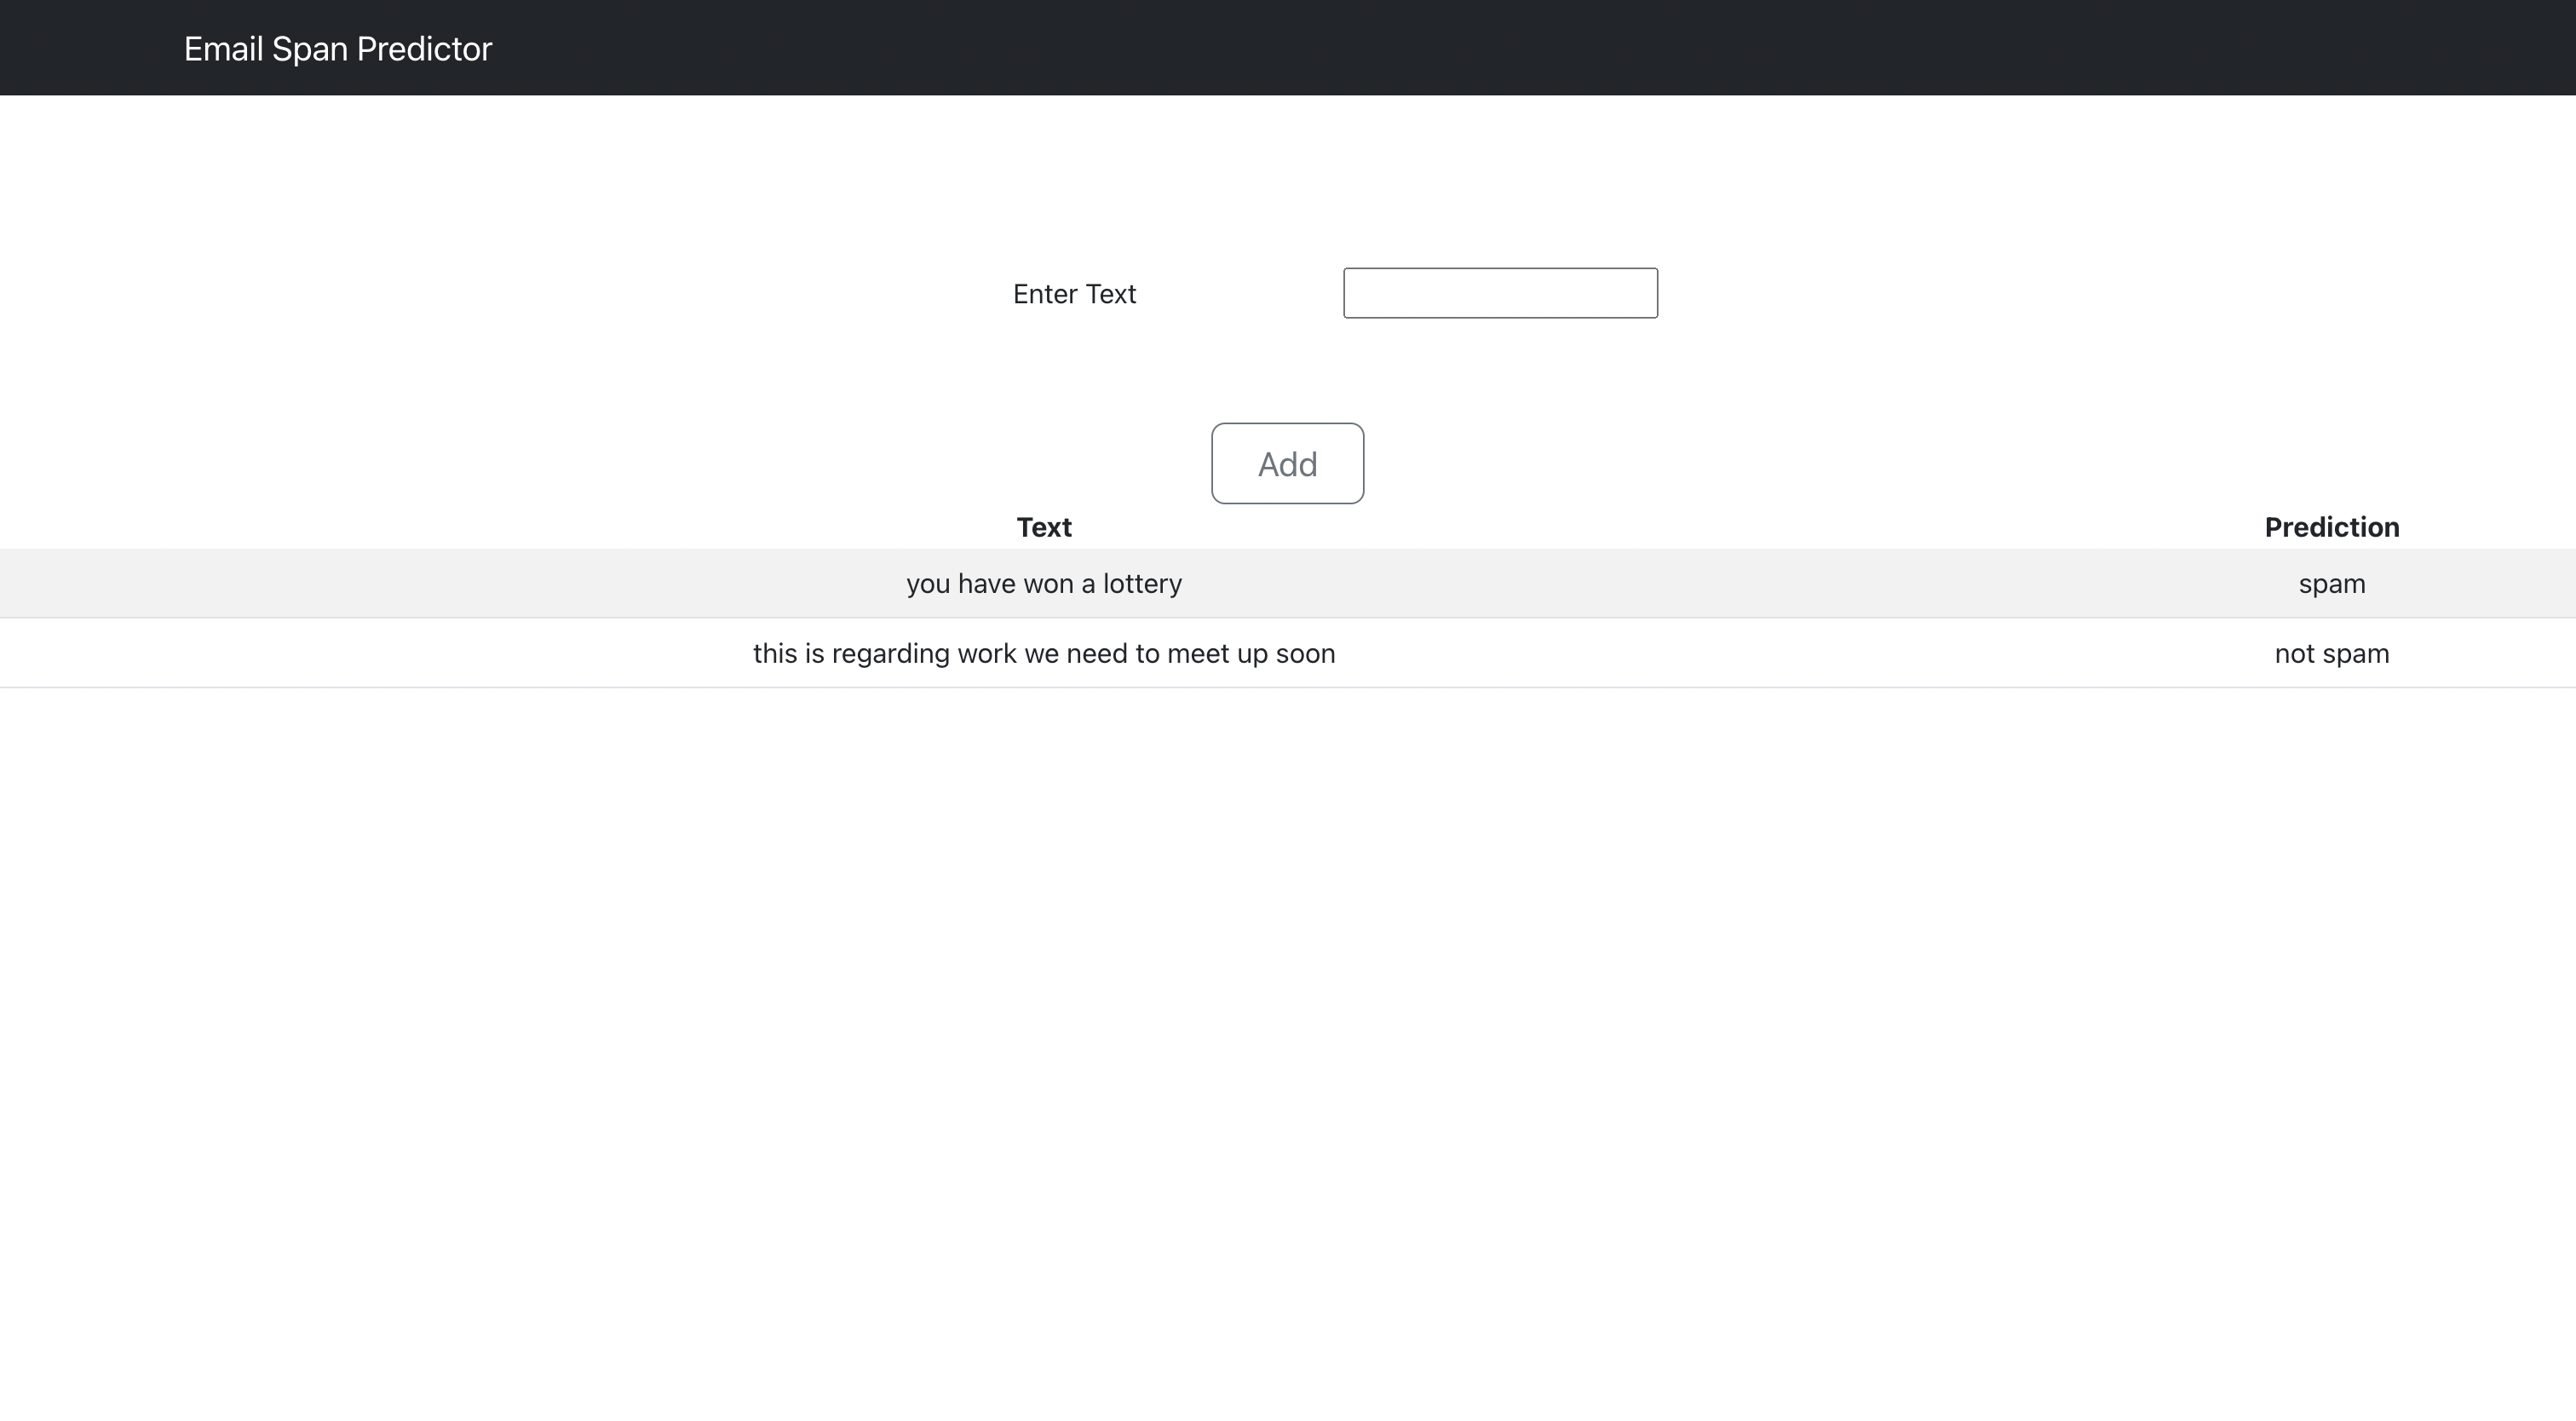 Email Span Predictor
Enter Text
Add
Text Prediction
you have won a lottery spam
this is regarding work we need to meet up soon not spam